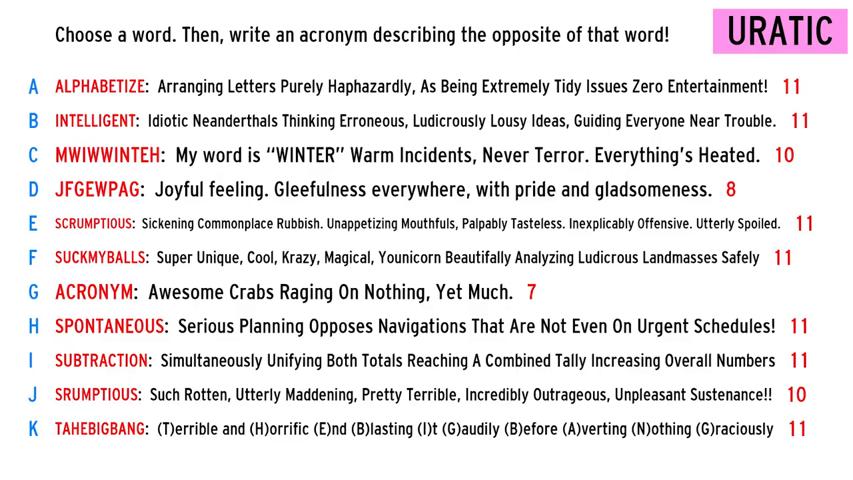 Choose a word. Then, write an acronym describing the opposite of that word!
URATIC
A ALPHABETIZE: Arranging Letters Purely Haphazardly, As Being Extremely Tidy Issues Zero Entertainment! 11
B INTELLIGENT: Idiotic Neanderthals Thinking Erroneous, Ludicrously Lousy Ideas, Guiding Everyone Near Trouble. 11
C MWIWWINTEH: My word is “WINTER” Warm Incidents, Never Terror. Everything's Heated. 10
D JFGEWPAG: Joyful feeling. Gleefulness everywhere, with pride and gladsomeness. 8
E SCRUMPTIOUS: Sickening Commonplace Rubbish. Unappetizing Mouthfuls, Palpably Tasteless. Inexplicably Offensive. Utterly Spoiled. 11
F SUCKMYBALLS: Super Unique, Cool, Krazy, Magical, Younicorn Beautifally Analyzing Ludicrous Landmasses Safely 11
G ACRONYM: Awesome Crabs Raging On Nothing, Yet Much. 7
H SPONTANEOUS: Serious Planning Opposes Navigations That Are Not Even On Urgent Schedules! 11
I SUBTRACTION: Simultaneously Unifying Both Totals Reaching A Combined Tally Increasing Overall Numbers 11
J SRUMPTIOUS: Such Rotten, Utterly Maddening, Pretty Terrible, Incredibly Outrageous, Unpleasant Sustenance!! 10
K TAHEBIGBANG: (T)errible and (H)orrific (E)nd (B)lasting (I)t (G)audily (B)efore (A)verting (N)othing (G)raciously 11